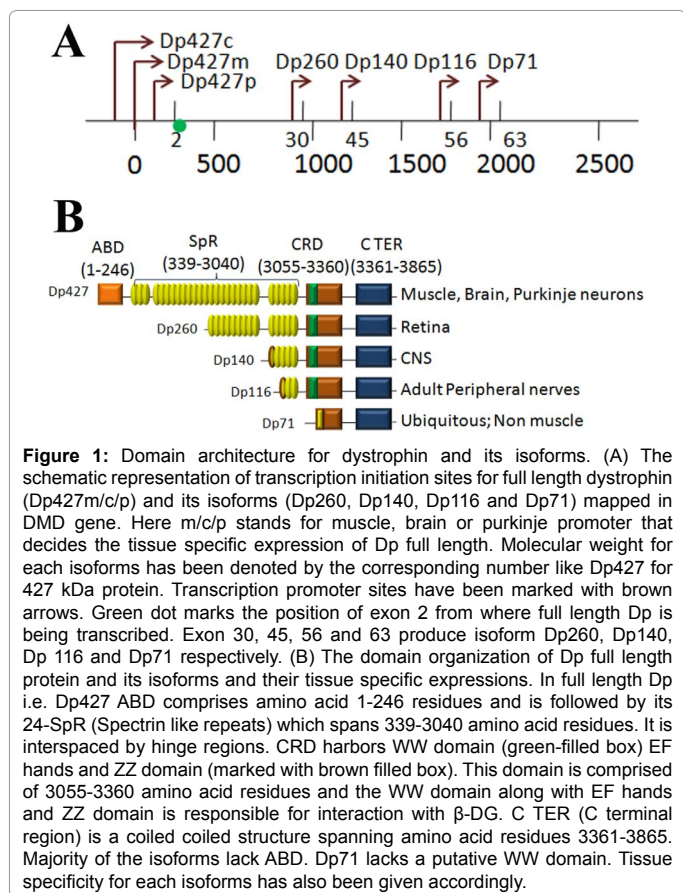 A
Dp427c
Dp427m
Dp427p
Dp260 Dp140 Dp116 Dp71
2 30 45 56 63
0 500 1000 1500 2000 2500
B
ABD
(1-246)
SpR
(339-3040)
CRD
(3055-3360)
C TER
(3361-3865)
Dp427 Muscle, Brain, Purkinje neurons
Dp260 Retina
Dp140 CNS
Dp116 Adult Peripheral nerves
Dp71 Ubiquitous; Non muscle
Figure 1: Domain architecture for dystrophin and its isoforms. (A) The
schematic representation of transcription initiation sites for full length dystrophin
(Dp427m/c/p) and its isoforms (Dp260, Dp140, Dp116 and Dp71) mapped in
DMD gene. Here m/c/p stands for muscle, brain or purkinje promoter that
decides the tissue specific expression of Dp full length. Molecular weight for
each isoforms has been denoted by the corresponding number like Dp427 for
427 kDa protein. Transcription promoter sites have been marked with brown
arrows. Green dot marks the position of exon 2 from where full length Dp is
being transcribed. Exon 30, 45, 56 and 63 produce isoform Dp260, Dp140,
Dp 116 and Dp71 respectively. (B) The domain organization of Dp full length
protein and its isoforms and their tissue specific expressions. In full length Dp
i.e. Dp427 ABD comprises amino acid 1-246 residues and is followed by its
24-SpR (Spectrin like repeats) which spans 339-3040 amino acid residues. It is
interspaced by hinge regions. CRD harbors WW domain (green-filled box) EF
hands and ZZ domain (marked with brown filled box). This domain is comprised
of 3055-3360 amino acid residues and the WW domain along with EF hands
and ZZ domain is responsible for interaction with β-DG. C TER (C terminal
region) is a coiled coiled structure spanning amino acid residues 3361-3865.
Majority of the isoforms lack ABD. Dp71 lacks a putative WW domain. Tissue
specificity for each isoforms has also been given accordingly.